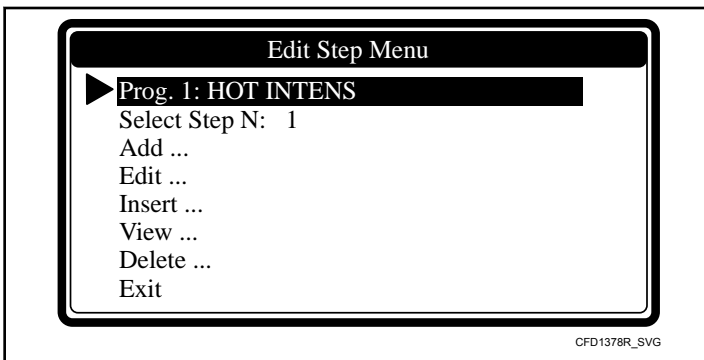 Edit Step Menu
Prog. 1: HOT INTENS
Select Step N: 1
Add ...
Edit ...
Insert ...
View ...
Delete ...
Exit
CFD1378R_SVG